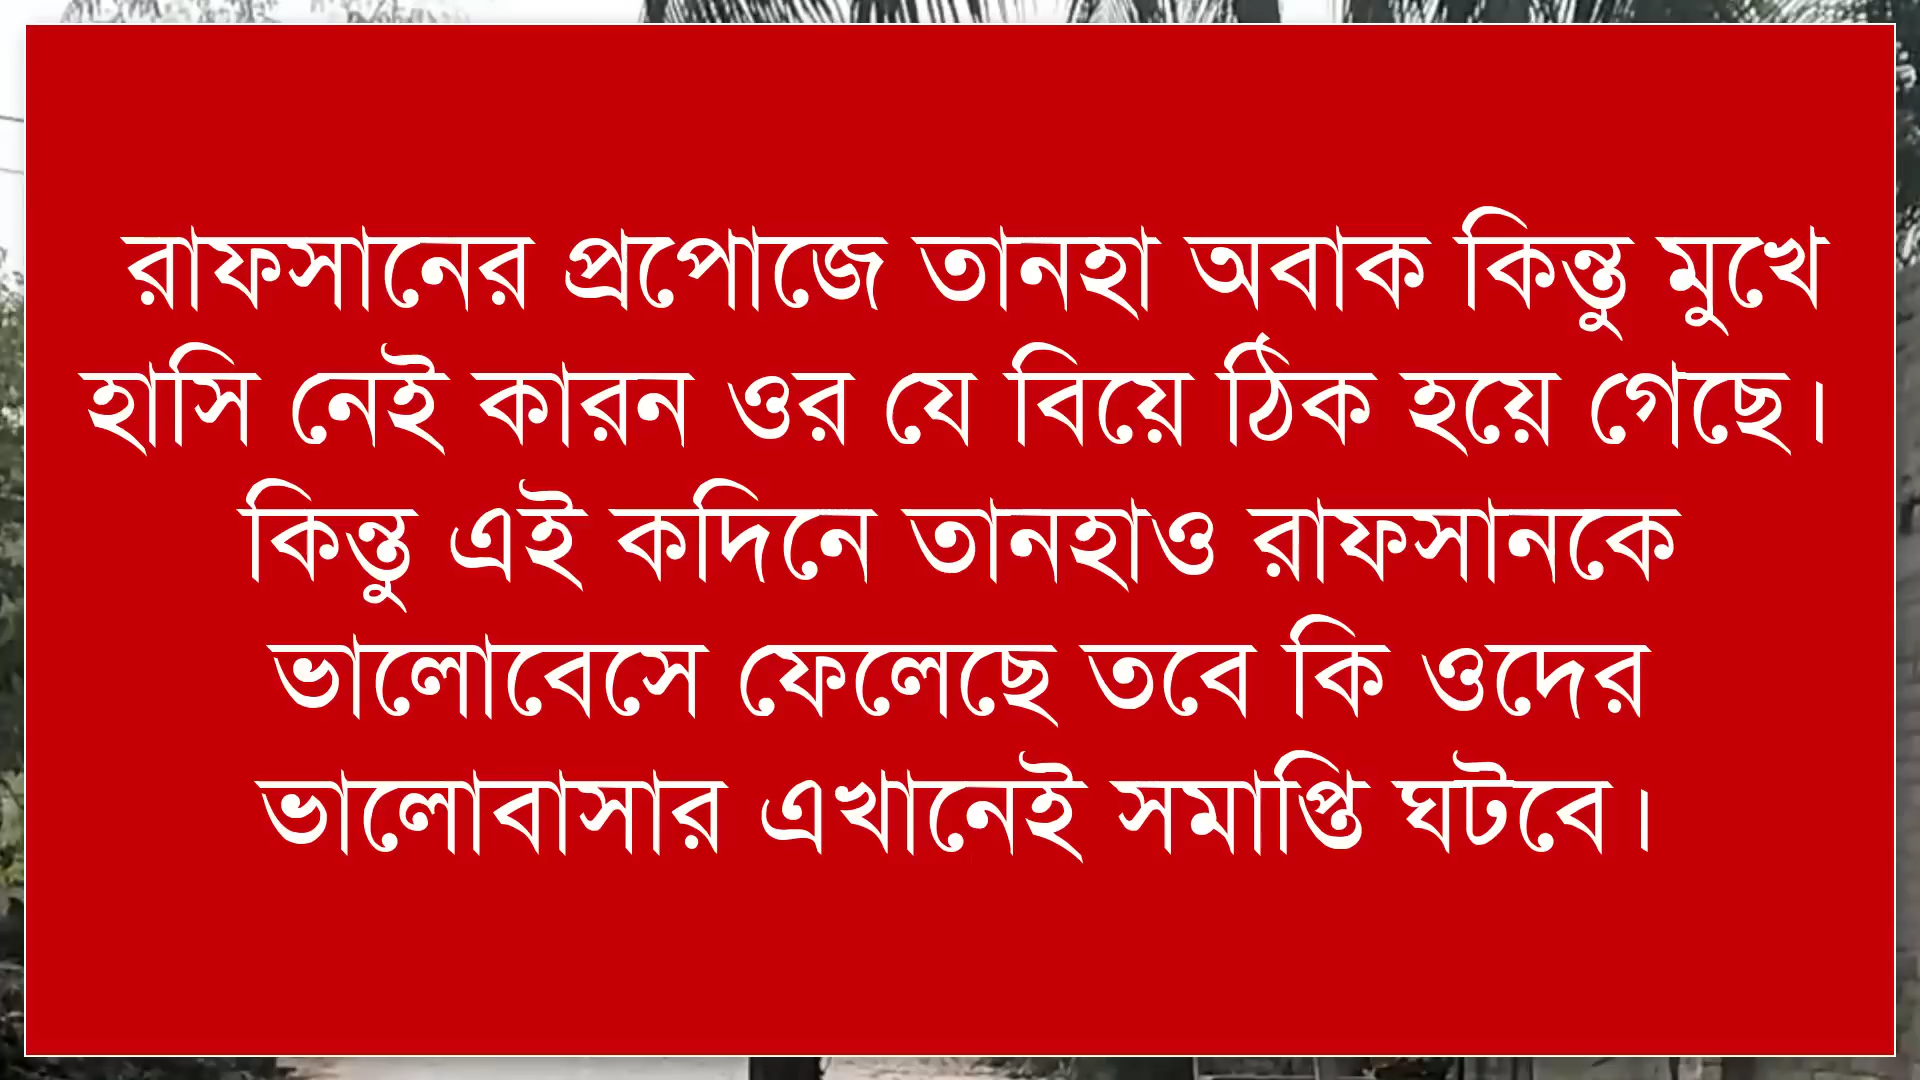 রাফসানের প্রপোজে তানহা অবাক কিন্তু মুখে
হাসি নেই কারন ওর যে বিয়ে ঠিক হয়ে গেছে।
কিন্তু এই কদিনে তানহাও রাফসানকে
ভালোবেসে ফেলেছে তবে কি ওদের
ভালোবাসার এখানেই সমাপ্তি ঘটবে।